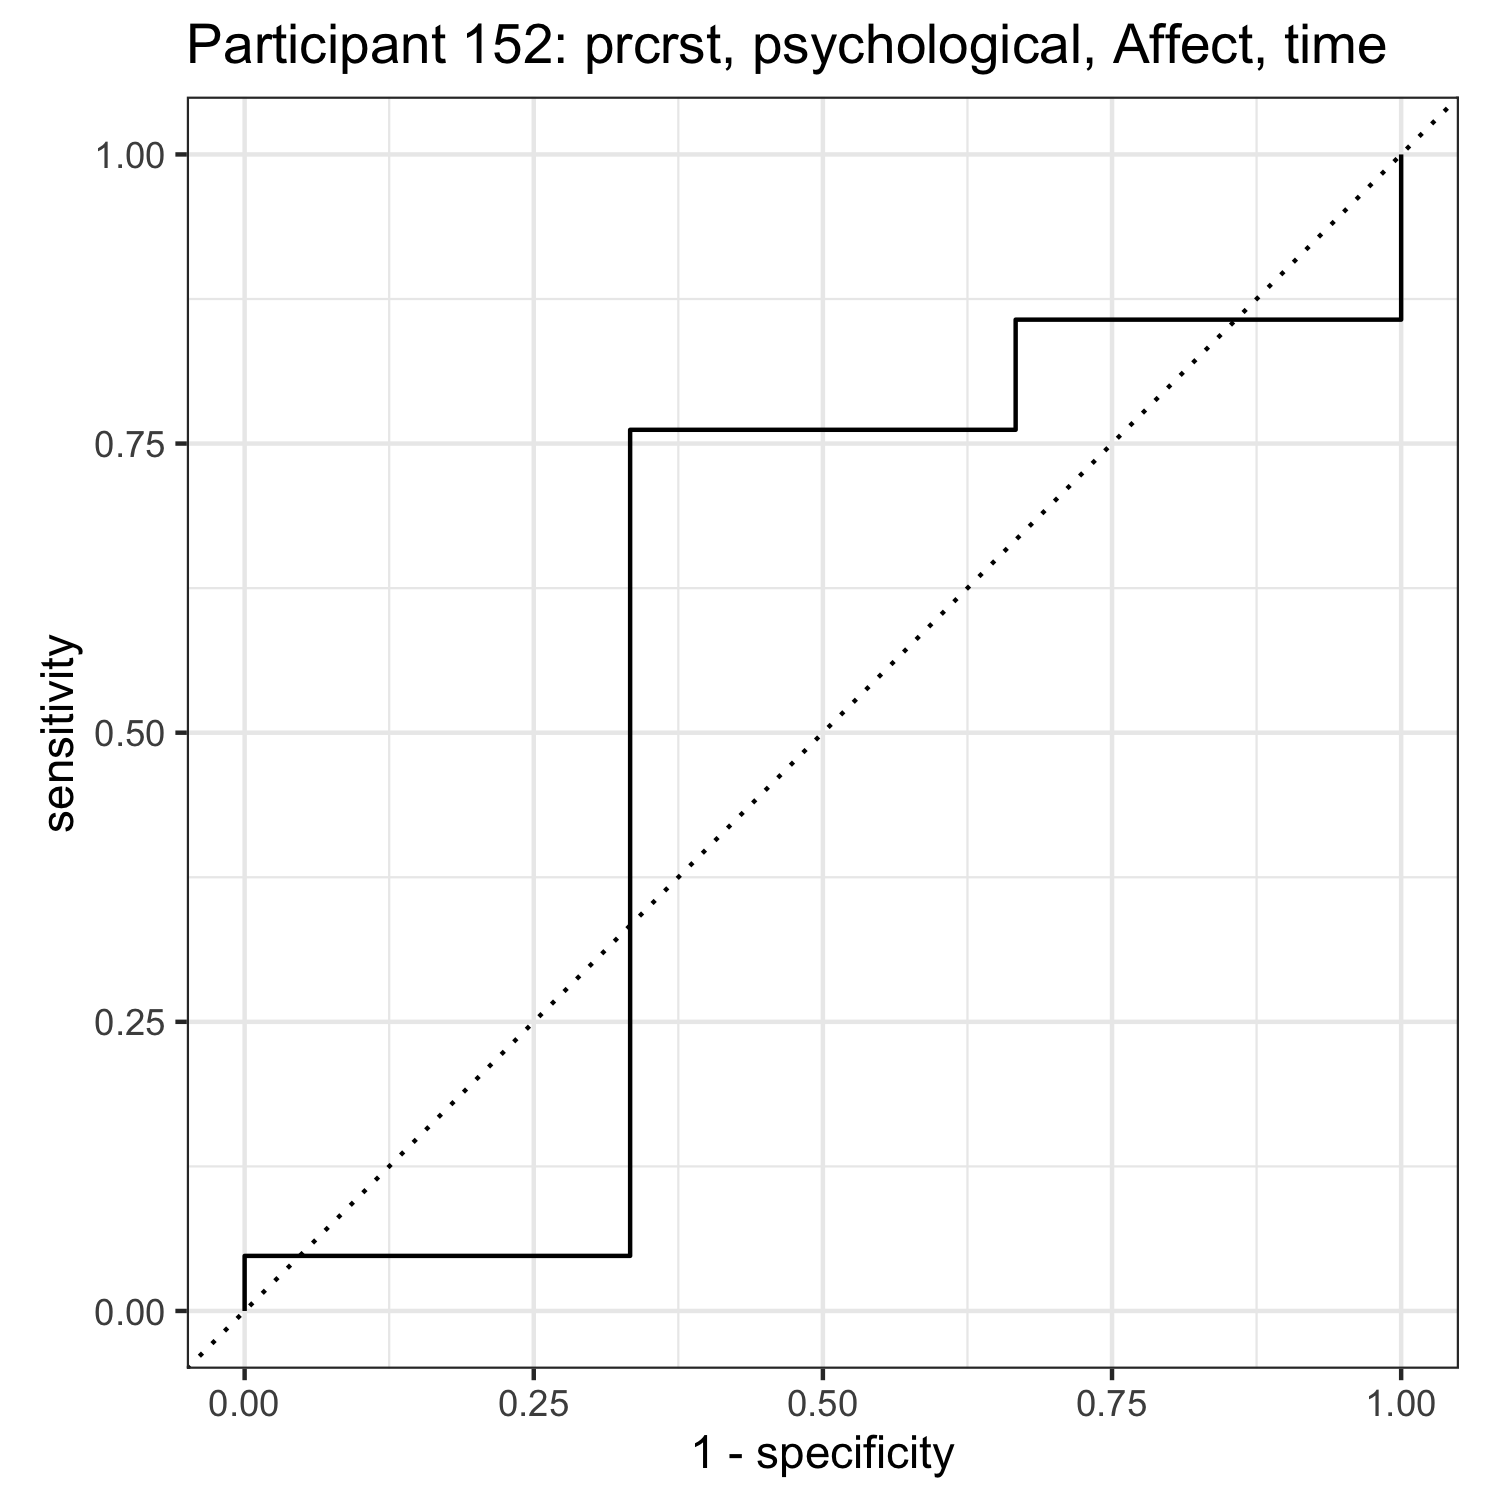 Participant 152: prcrst, psychological, Affect, time
1.00
0.75
0.50
0.25
0.00
sensitivity
0.00 0.25 0.50 0.75 1.00
1 - specificity